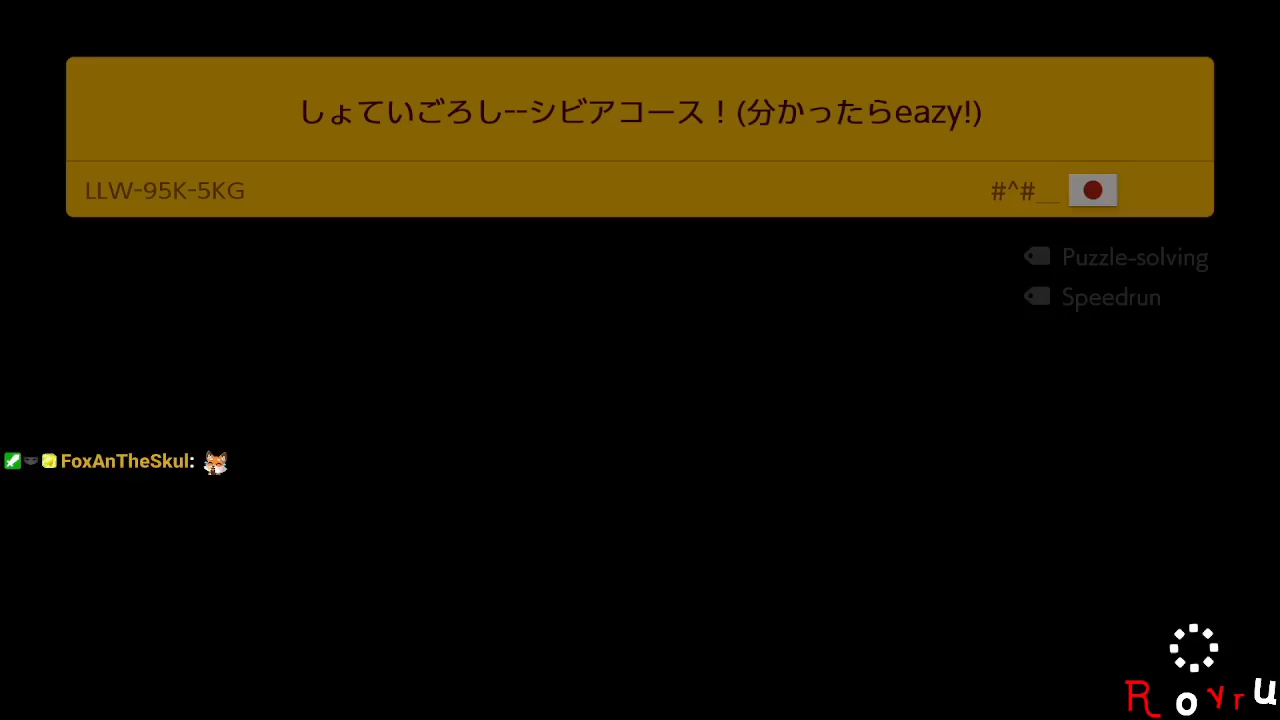 しょていごろし--シビアコース！(分かったらeazy!)
LLW-95K-5KG
#^#__
Puzzle-solving
Speedrun
FoxAnTheSkul:
Royru